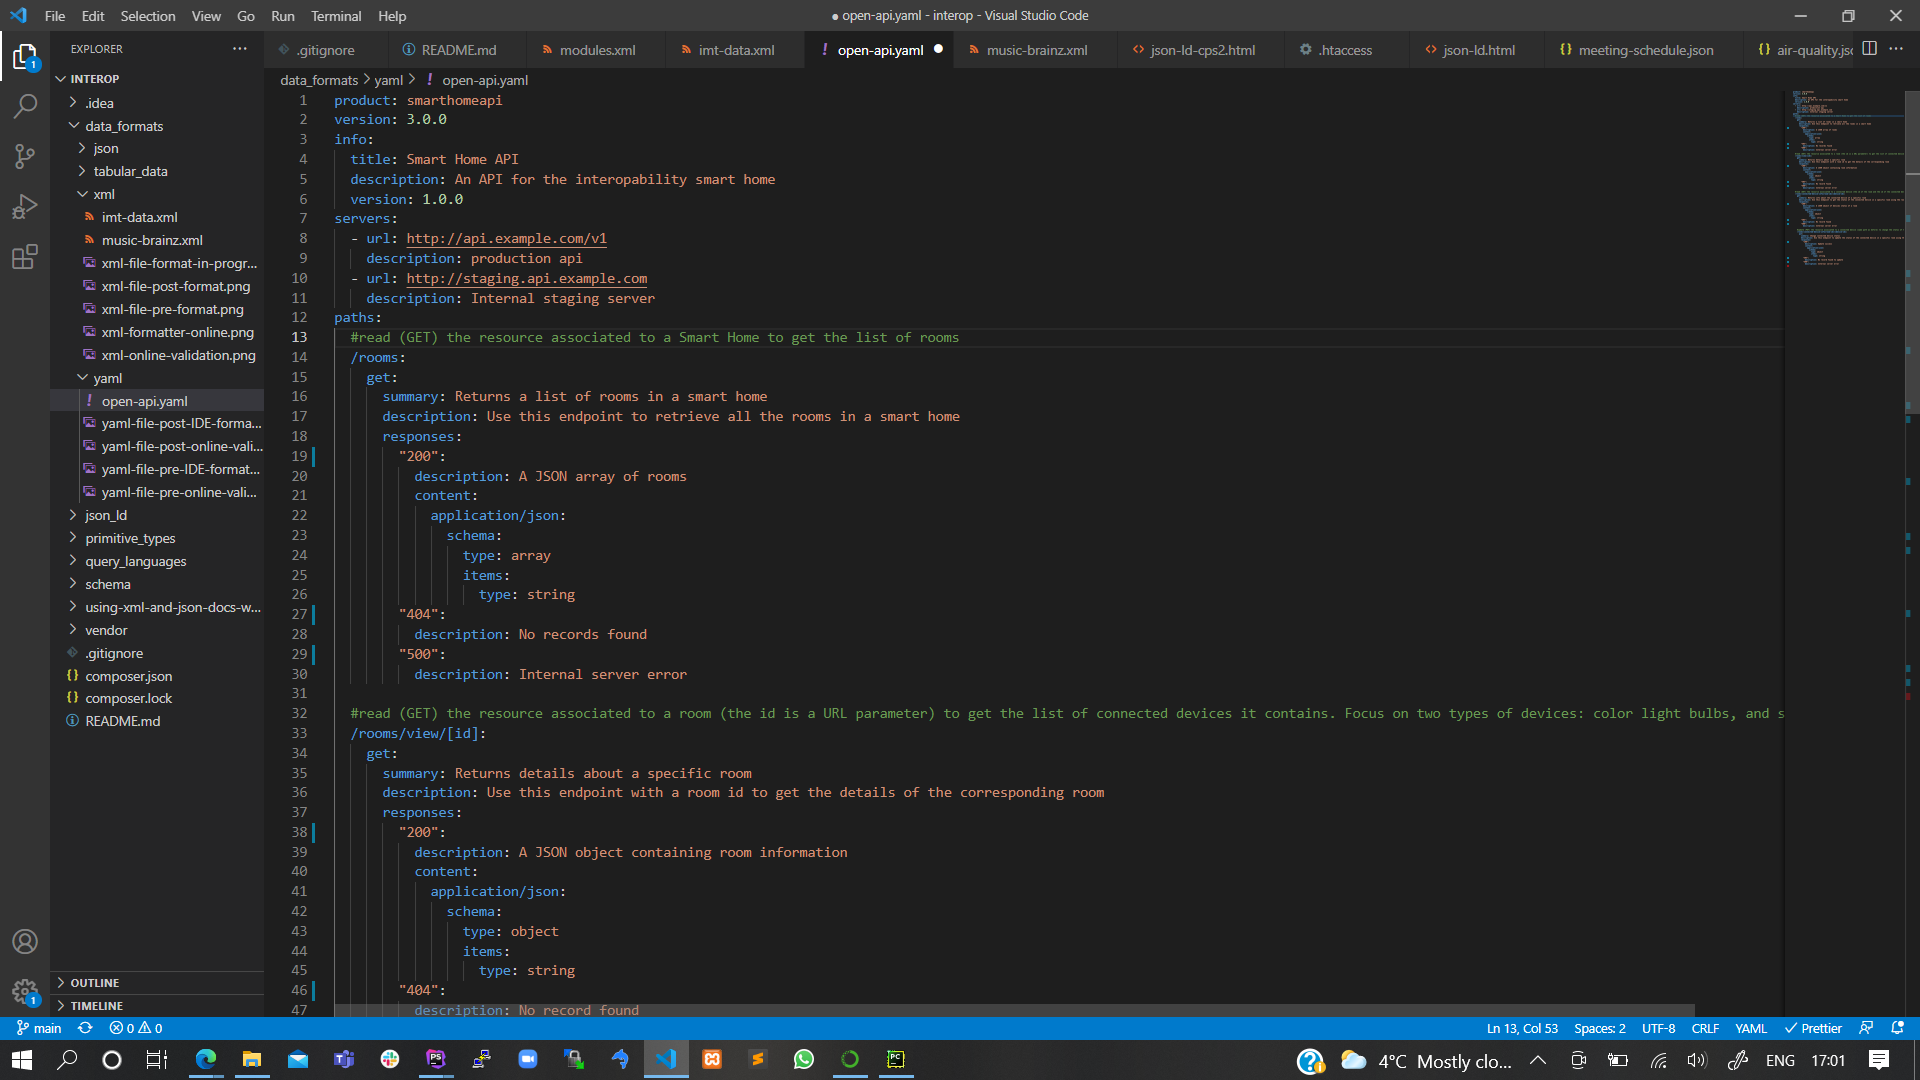 File Edit Selection View Go Run Terminal Help
● open-api.yaml - interop - Visual Studio Code
EXPLORER
.gitignore
README.md
modules.xml
imt-data.xml
open-api.yaml
music-brainz.xml
json-ld-cps2.html
.htaccess
json-ld.html
meeting-schedule.json
air-quality.jsc
INTEROP
.idea
data_formats
json
tabular_data
xml
imt-data.xml
music-brainz.xml
xml-file-format-in-progr...
xml-file-post-format.png
xml-file-pre-format.png
xml-formatter-online.png
xml-online-validation.png
yaml
open-api.yaml
yaml-file-post-IDE-forma...
yaml-file-post-online-vali...
yaml-file-pre-IDE-format...
yaml-file-pre-online-vali...
json_ld
primitive_types
query_languages
schema
using-xml-and-json-docs-w...
vendor
.gitignore
composer.json
composer.lock
README.md
OUTLINE
TIMELINE
data_formats > yaml > ! open-api.yaml
1 product: smarthomeapi
2 version: 3.0.0
3 info:
4 title: Smart Home API
5 description: An API for the interopability smart home
6 version: 1.0.0
7 servers:
8 - url: http://api.example.com/v1
9 description: production api
10 - url: http://staging.api.example.com
11 description: Internal staging server
12 paths:
13 #read (GET) the resource associated to a Smart Home to get the list of rooms
14 /rooms:
15 get:
16 summary: Returns a list of rooms in a smart home
17 description: Use this endpoint to retrieve all the rooms in a smart home
18 responses:
19 "200":
20 description: A JSON array of rooms
21 content:
22 application/json:
23 schema:
24 type: array
25 items:
26 type: string
27 "404":
28 description: No records found
29 "500":
30 description: Internal server error
31
32 #read (GET) the resource associated to a room (the id is a URL parameter) to get the list of connected devices it contains. Focus on two types of devices: color light bulbs, and s
33 /rooms/view/[id]:
34 get:
35 summary: Returns details about a specific room
36 description: Use this endpoint with a room id to get the details of the corresponding room
37 responses:
38 "200":
39 description: A JSON object containing room information
40 content:
41 application/json:
42 schema:
43 type: object
44 items:
45 type: string
46 "404":
47 description: No record found
main 0 0 Ln 13, Col 53 Spaces: 2 UTF-8 CRLF YAML Prettier
4°C Mostly clo... ENG 17:01